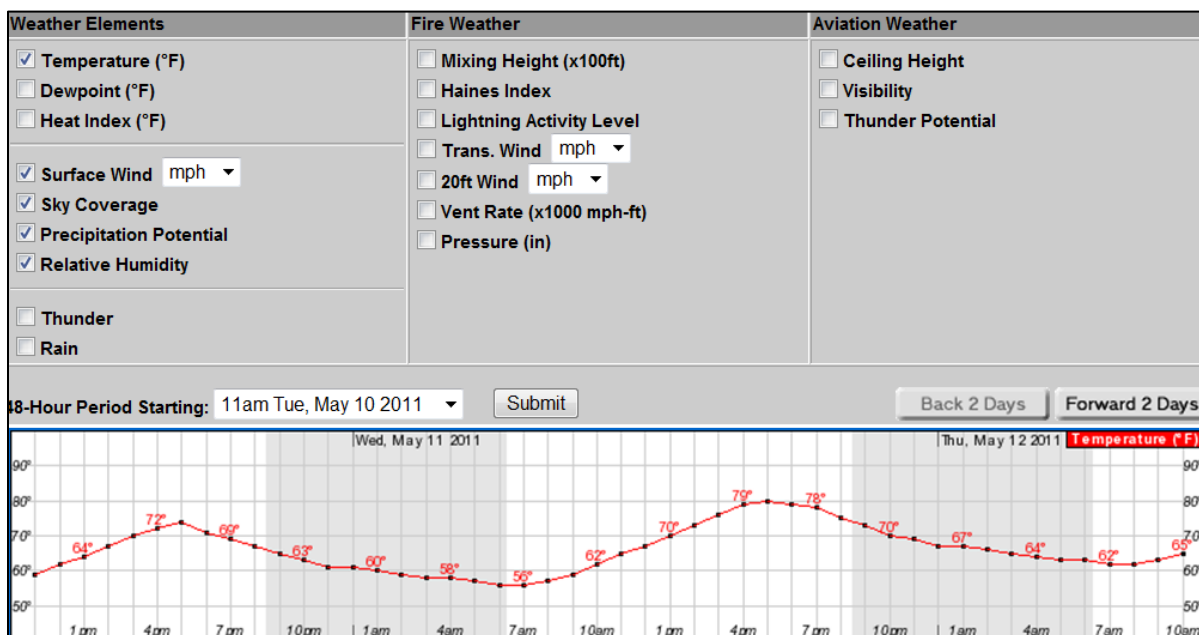 Weather Elements
Temperature (°F)
Dewpoint (°F)
Heat Index (°F)
Surface Wind mph
Sky Coverage
Precipitation Potential
Relative Humidity
Thunder
Rain
Fire Weather
Mixing Height (x100ft)
Haines Index
Lightning Activity Level
Trans. Wind mph
20ft Wind mph
Vent Rate (x1000 mph-ft)
Pressure (in)
Aviation Weather
Ceiling Height
Visibility
Thunder Potential
48-Hour Period Starting: 11am Tue, May 10 2011 Submit Back 2 Days Forward 2 Days
Wed, May 11 2011 Thu, May 12 2011 Temperature (°F)
90° 90°
80° 72° 79° 78° 80°
70° 64° 69° 63° 70° 70° 67° 64° 65° 70°
60° 60° 58° 56° 62° 62° 60°
50° 50°
1pm 4pm 7pm 10pm 1am 4am 7am 10am 1pm 4pm 7pm 10pm 1am 4am 7am 10am